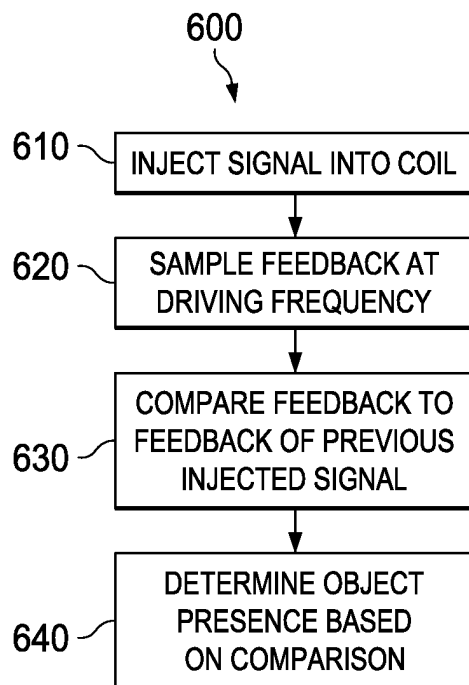 600
610
INJECT SIGNAL INTO COIL
620
SAMPLE FEEDBACK AT
DRIVING FREQUENCY
630
COMPARE FEEDBACK TO
FEEDBACK OF PREVIOUS
INJECTED SIGNAL
640
DETERMINE OBJECT
PRESENCE BASED
ON COMPARISON